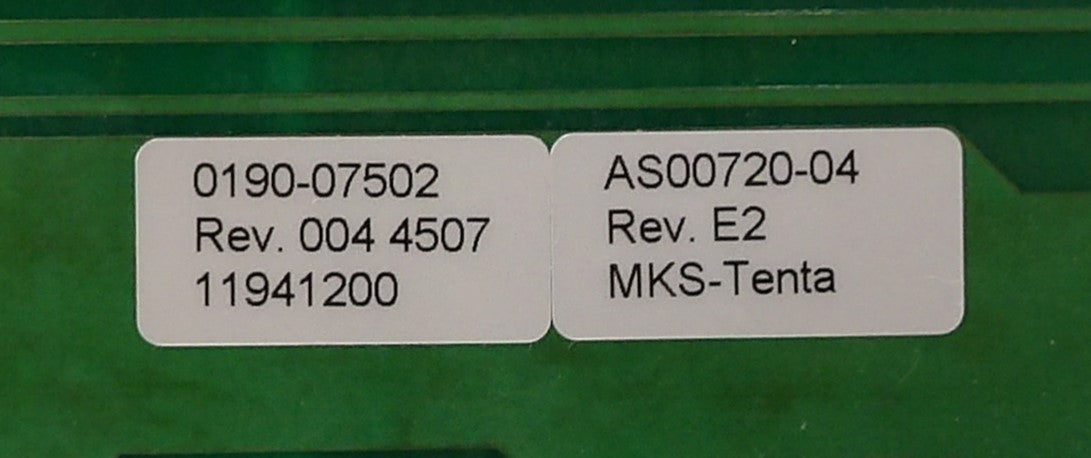 0190-07502
Rev. 004 4507
11941200
AS00720-04
Rev. E2
MKS-Tenta